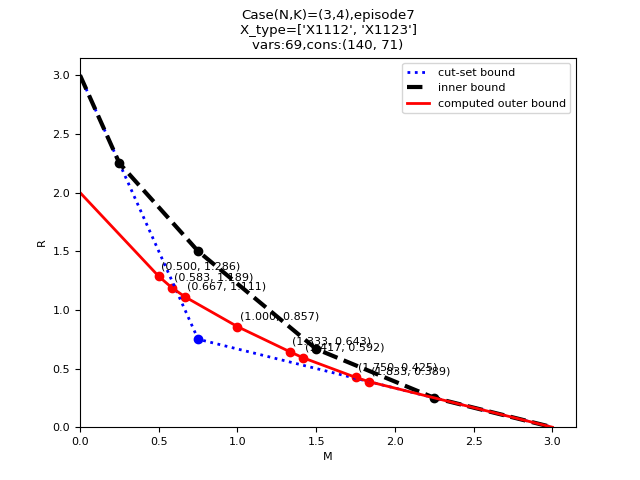 Case(N,K)=(3,4),episode7
X_type=['X1112', 'X1123']
vars:69,cons:(140, 71)
cut-set bound
inner bound
computed outer bound
3.0
2.5
2.0
1.5
1.0
0.5
0.0
R
(0.500, 1.286)
(0.583, 1.189)
(0.667, 1.111)
(1.000, 0.857)
(1.333, 0.643)
(1.417, 0.592)
(1.750, 0.425)
(1.833, 0.389)
0.0 0.5 1.0 1.5 2.0 2.5 3.0
M